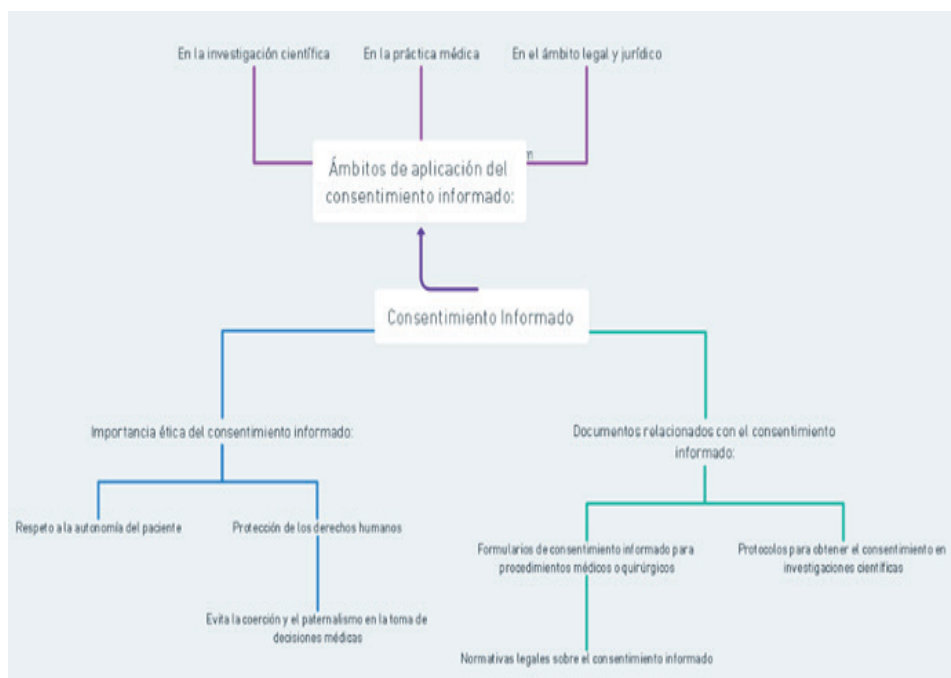 En la investigación científica
En la práctica médica
En el ámbito legal y jurídico
m
Ámbitos de aplicación del
consentimiento informado:
Consentimiento Informado
Importancia ética del consentimiento informado:
Documentos relacionados con el consentimiento
informado:
Respeto a la autonomía del paciente
Protección de los derechos humanos
Formularios de consentimiento informado para
procedimientos médicos o quirúrgicos
Protocolos para obtener el consentimiento en
investigaciones científicas
Evita la coerción y el paternalismo en la toma de
decisiones médicas
Normativas legales sobre el consentimiento informado